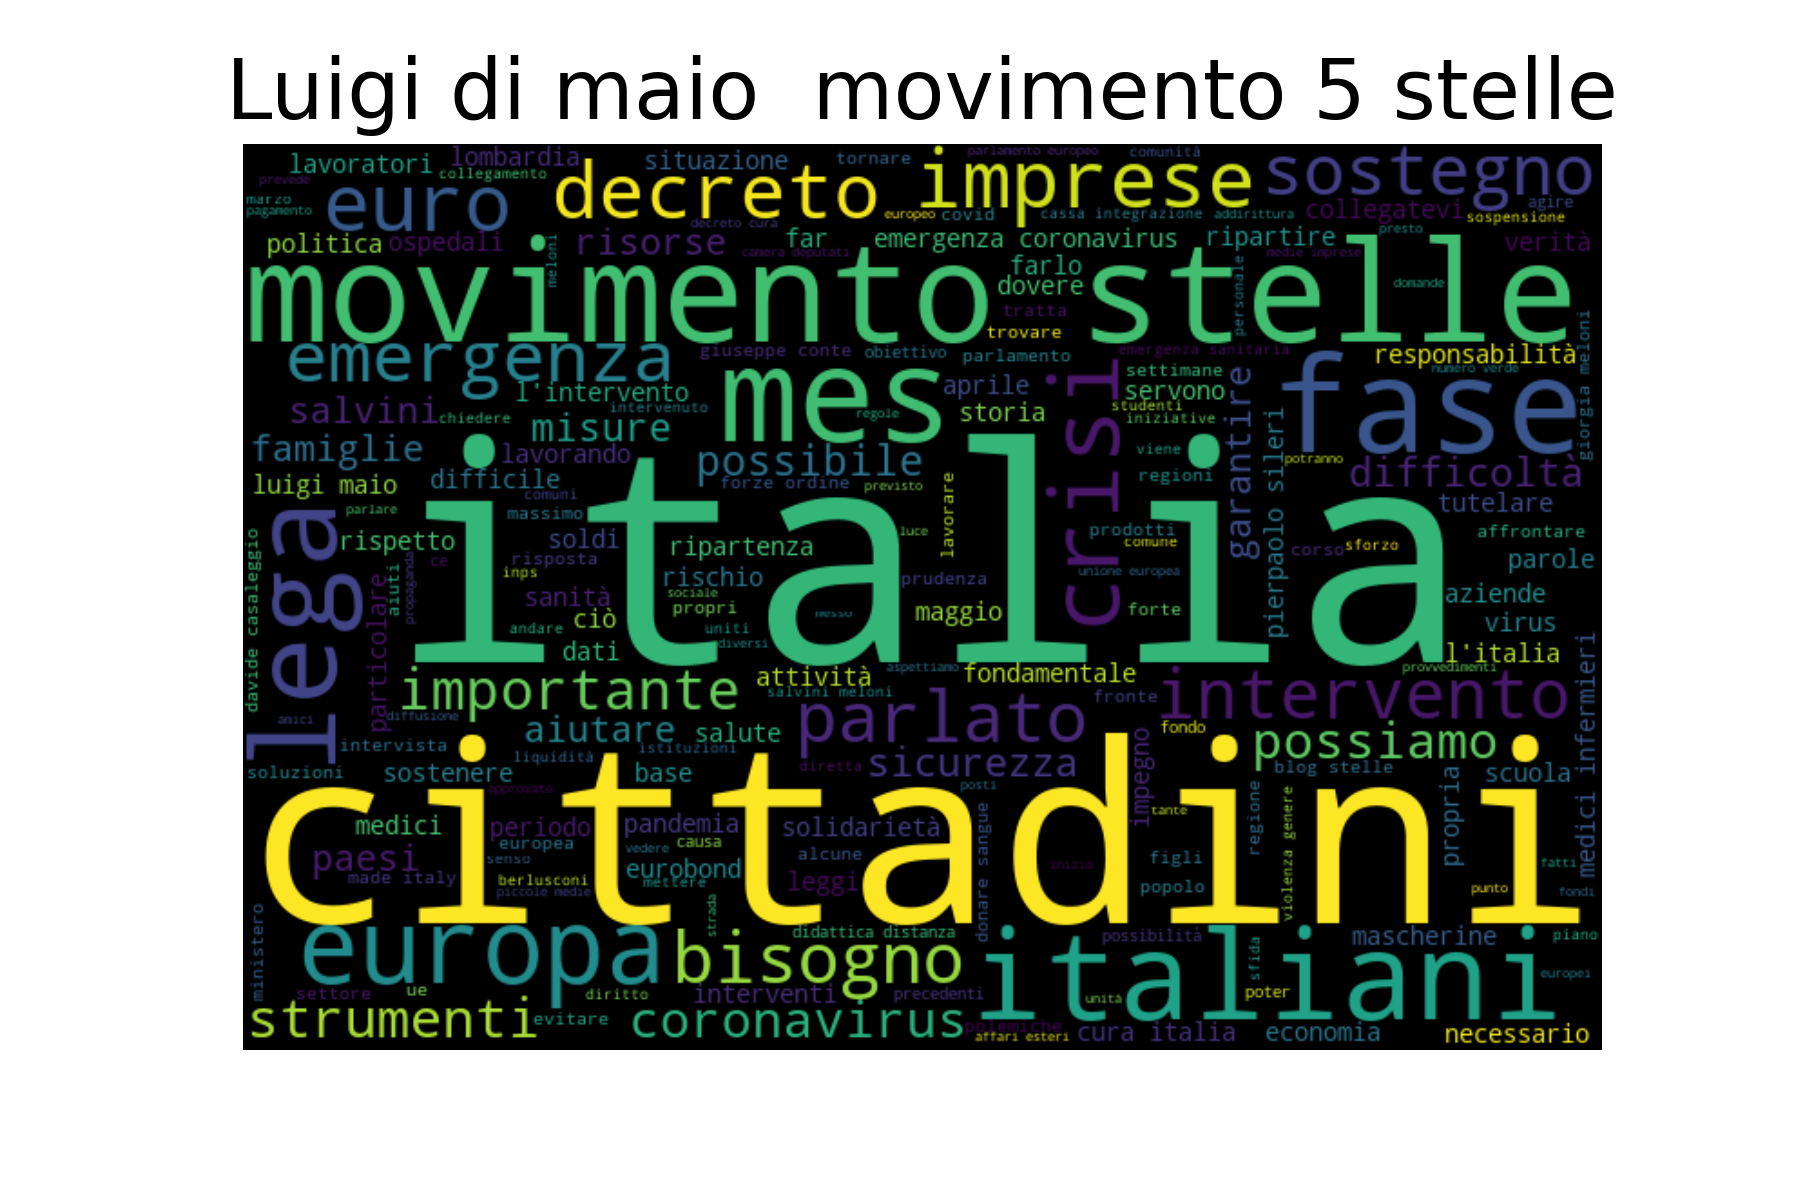 Luigi di maio  movimento 5 stelle
lavoratori lombardia situazione tornare parlamento europeo comunità
prevede collegamento decreto imprese sostegno
marzo euro agire
pagamento decreto cura europeo covid cassa integrazione addirittura collegatevi sospensione
politica ospedali risorse far emergenza coronavirus ripartire presto verità
meloni camera deputati medie imprese
movimento stelle
farlo
dovere personale domande
tratta
trovare
emergenza giuseppe conte obiettivo parlamento emergenza sanitaria responsabilità giorgia meloni
mes crisi settimane numero verde
l'intervento aprile servono garantire fase
salvini chiedere intervenuto regole storia studenti
misure iniziative
famiglie lavorando possibile viene potranno
difficile forze ordine regioni pierpaolo sileri difficoltá
luigi maio comuni previsto lavorare tutelare
parlare massimo
italia
lega rispetto soldi ripartenza luce prodotti affrontare
comune corso sforzo
ce risposta parole
davide casaleggio particolare aiuti propaganda inps rischio prudenza unione europea
sanità sociale aziende
ciò propri messo maggio forte virus
andare uniti
dati diversi l'italia
importante attività aspettiamo fondamentale provvedimenti
salvini meloni fronte intervento
amici diffusione parlato
intervista aiutare salute fondo possiamo medici infermieri
liquidità istituzioni
soluzioni sostenere base diretta sicurezza impegno blog stelle scuola
approvato posti
cittadini
tante regione violenza genere propria
medici periodo pandemia solidarietà donare sangue
europea vedere causa
paesi senso alcune inizio figli fatti
made italy berlusconi eurobond mettere leggi popolo punto fondi
piccole medie
ministero strada didattica distanza possibilità mascherine piano
europa bisogno italiani sfida europei
settore ue diritto interventi precedenti unità poter
strumenti evitare coronavirus polemiche cura italia economia necessario
affari esteri